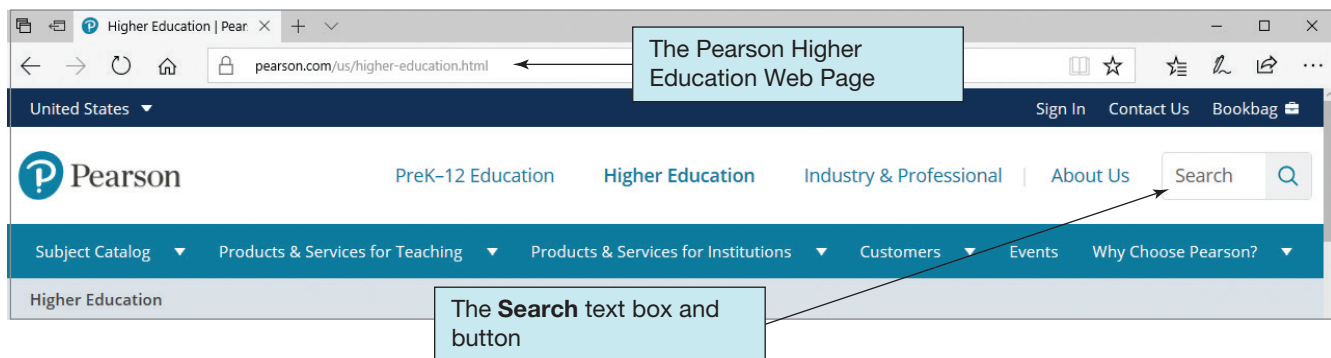 Higher Education | Pear
The Pearson Higher
Education Web Page
pearson.com/us/higher-education.html
United States
Sign In Contact Us Bookbag
Pearson
PreK–12 Education Higher Education Industry & Professional About Us Search
Subject Catalog Products & Services for Teaching Products & Services for Institutions Customers Events Why Choose Pearson?
Higher Education
The Search text box and
button